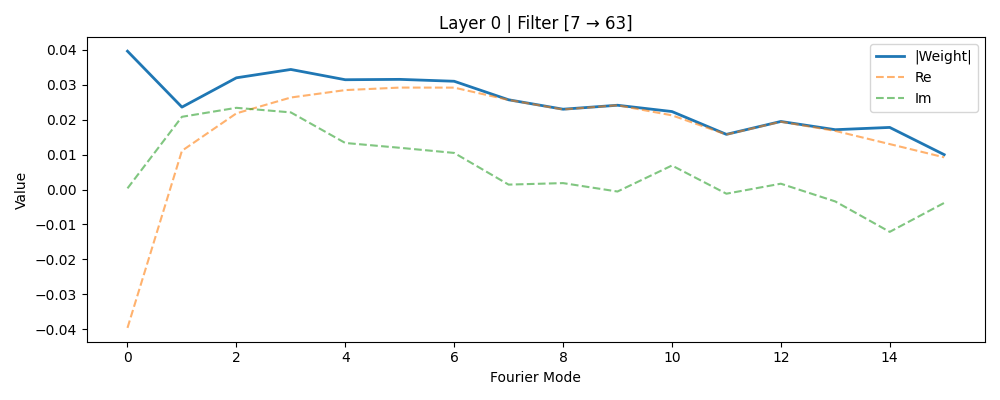 Layer 0 | Filter [7 → 63]
|Weight|
Re
Im
0.04
0.03
0.02
0.01
0.00
−0.01
−0.02
−0.03
−0.04
Value
0
2
4
6
8
10
12
14
Fourier Mode